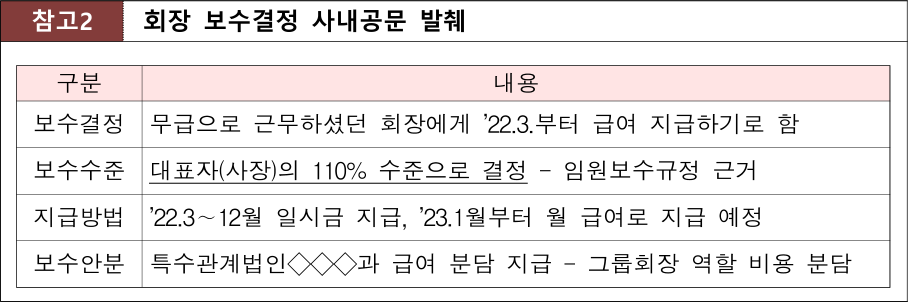 참고2 회장 보수결정 사내공문 발췌
구분 내용
보수결정 무급으로 근무하셨던 회장에게 ’22.3.부터 급여 지급하기로 함
보수수준 대표자(사장)의 110% 수준으로 결정 – 임원보수규정 근거
지급방법 ’22.3～12월 일시금 지급, ’23.1월부터 월 급여로 지급 예정
보수안분 특수관계법인◇◇◇과 급여 분담 지급 – 그룹회장 역할 비용 분담